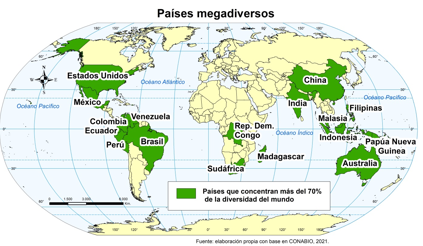 Países megadiversos
Estados Unidos
China
Océano Atlántico
Océano Pacífico
Océano Pacífico
México
India
Filipinas
Venezuela
Colombia
Malasia
Ecuador
Rep. Dem.
Congo
Océano Índico
Indonesia
Perú
Brasil
Papúa Nueva
Guinea
Madagascar
Australia
Sudáfrica
Países que concentran más del 70%
de la diversidad del mundo
Fuente: elaboración propia con base en CONABIO, 2021.